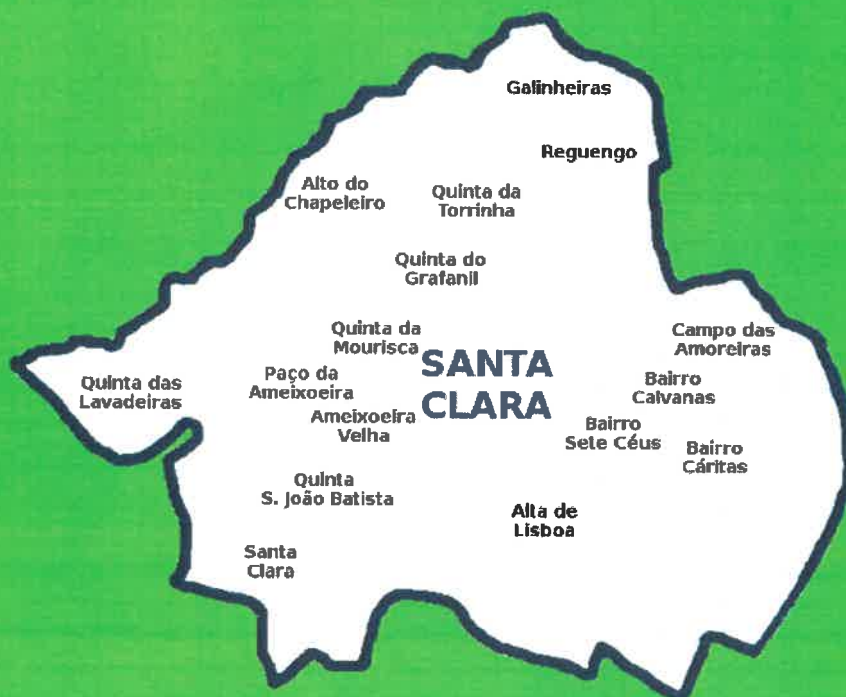 Galinheiras
Reguengo
Alto do
Chapeleiro
Quinta da
Torrinha
Quinta do
Grafanil
Quinta da
Mourisca
SANTA
CLARA
Campo das
Amoreiras
Quinta das
Lavadeiras
Paço da
Ameixoeira
Bairro
Calvanas
Ameixoeira
Velha
Bairro
Sete Céus
Bairro
Cáritas
Quinta
S. João Batista
Alta de
Lisboa
Santa
Clara